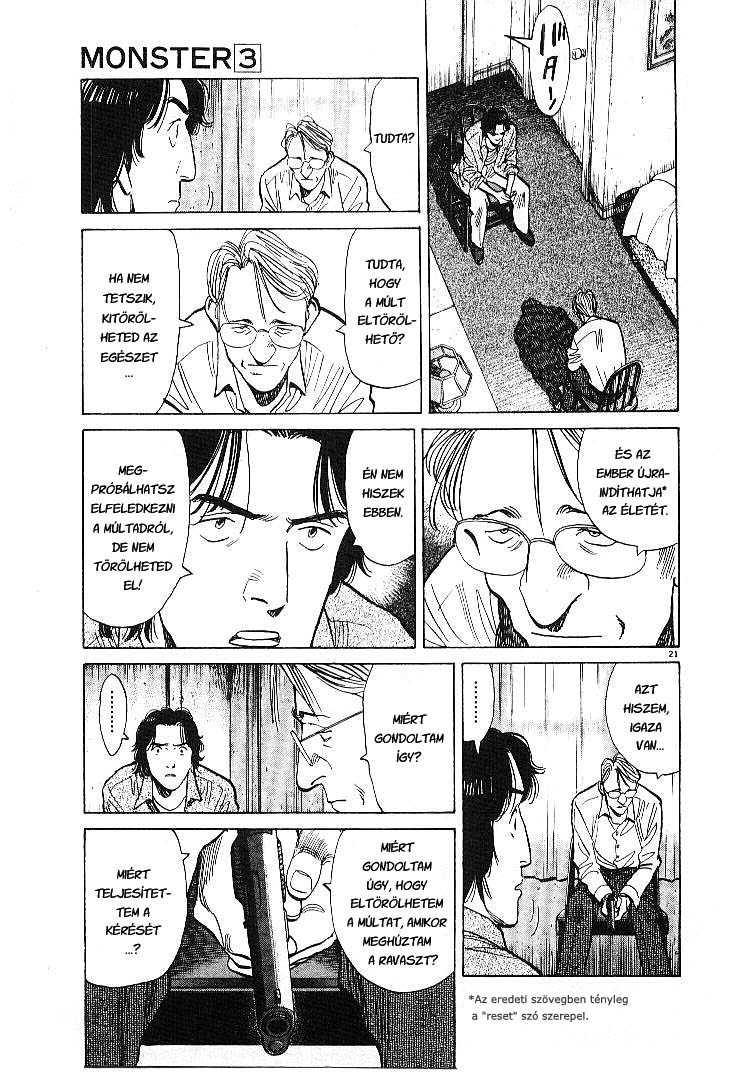 MONSTER 3
TUDTA?
TUDTA,
HOGY
A MÚLT
ELTÖRÖL-
HETŐ?
HA NEM
TETSZIK,
KITÖRÖL-
HETED AZ
EGÉSZET
...
ÉS AZ
EMBER ÚJRA-
INDÍTHATJA*
AZ ÉLETÉT.
ÉN NEM
HISZEK
EBBEN.
MEG-
PRÓBÁLHATSZ
ELFELEDKEZNI
A MÚLTADRÓL,
DE NEM
TÖRÖLHETED
EL!
21
AZT
HISZEM,
IGAZA
VAN...
MIÉRT
GONDOLTAM
ÍGY?
MIÉRT
GONDOLTAM
ÚGY, HOGY
ELTÖRÖLHETEM
A MÚLTAT, AMIKOR
MEGHÚZTAM
A RAVASZT?
MIÉRT
TELJESÍTET-
TEM A
KÉRÉSÉT
...?
*Az eredeti szövegben tényleg
a "reset" szó szerepel.